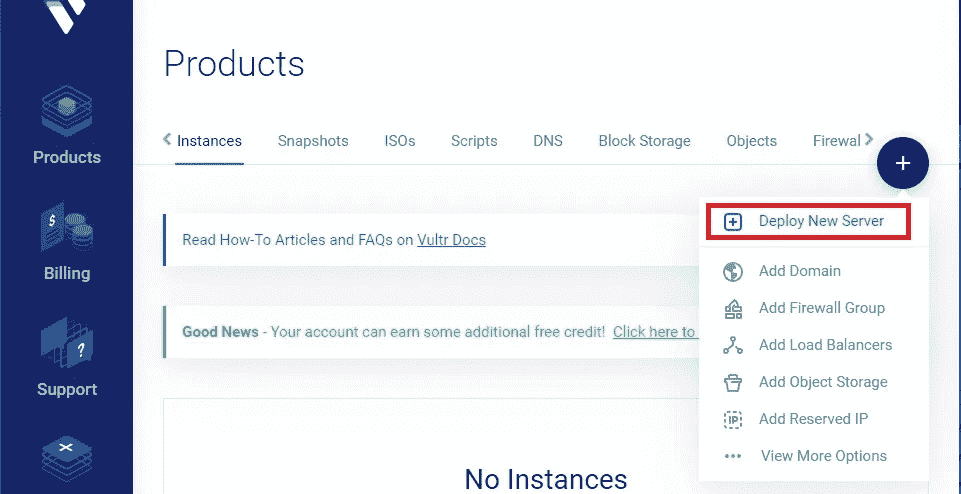 Products
Instances Snapshots ISOs Scripts DNS Block Storage Objects Firewal
Products
Read How-To Articles and FAQs on Vultr Docs
Good News - Your account can earn some additional free credit! Click here to
No Instances
Deploy New Server
Add Domain
Add Firewall Group
Add Load Balancers
Add Object Storage
IP Add Reserved IP
View More Options
Billing
Support